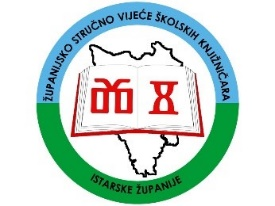 ŽUPANIJSKO STRUČNO VIJEĆE ŠKOLSKIH KNJIŽNIČARA
ISTARSKE ŽUPANIJE